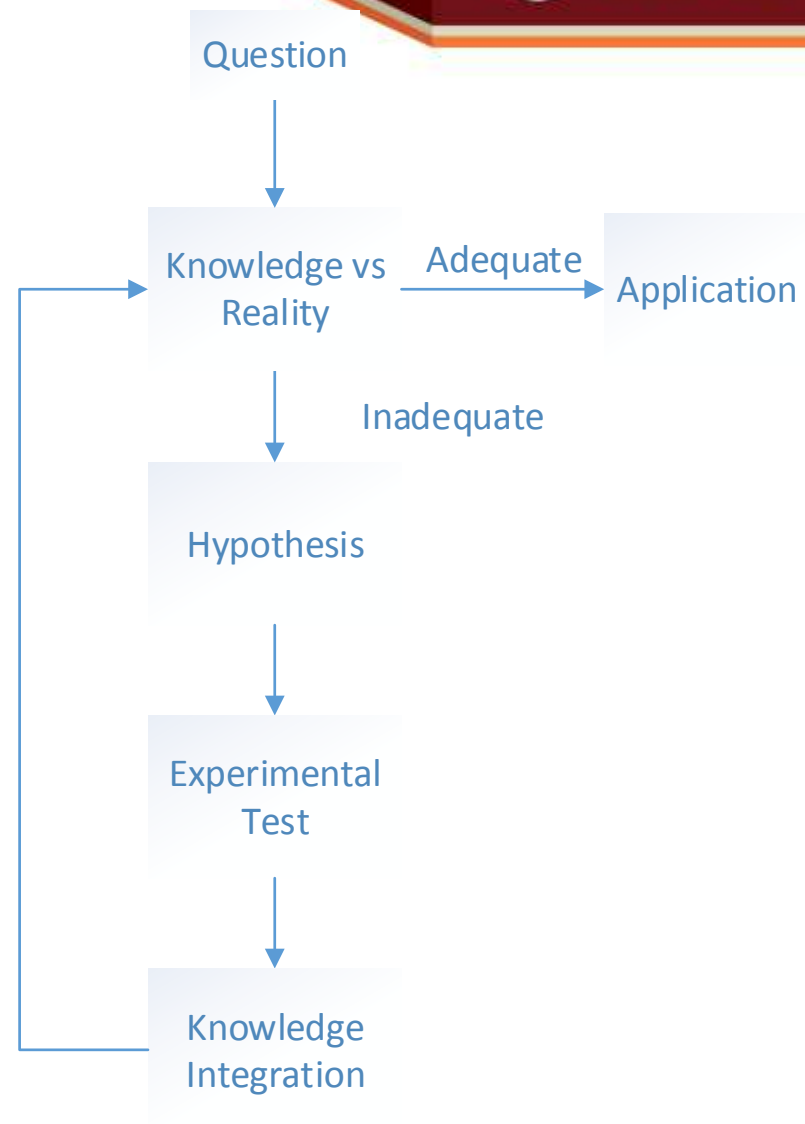 Question
Knowledge vs
Reality
Adequate
Application
Inadequate
Hypothesis
Experimental
Test
Knowledge
Integration